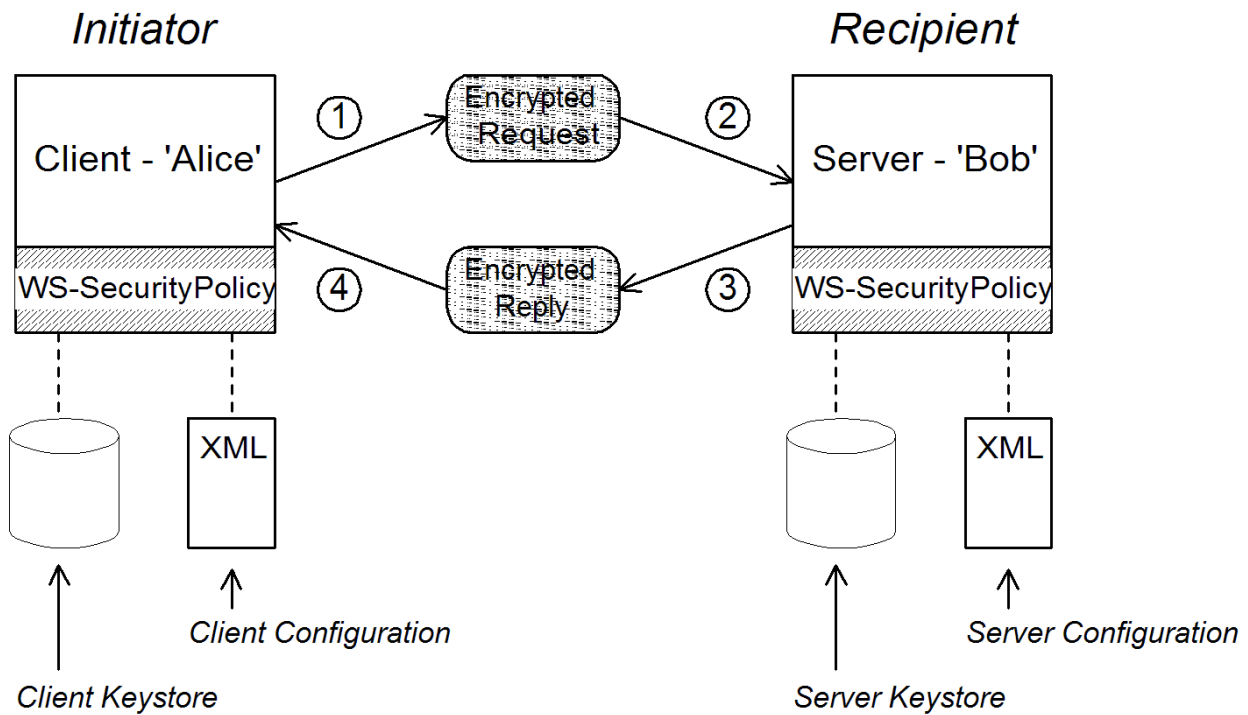 Initiator
Recipient
Client - 'Alice'
1
Encrypted
Request
2
Server - 'Bob'
WS-SecurityPolicy
4
Encrypted
Reply
3
WS-SecurityPolicy
XML
XML
Client Configuration
Server Configuration
Client Keystore
Server Keystore